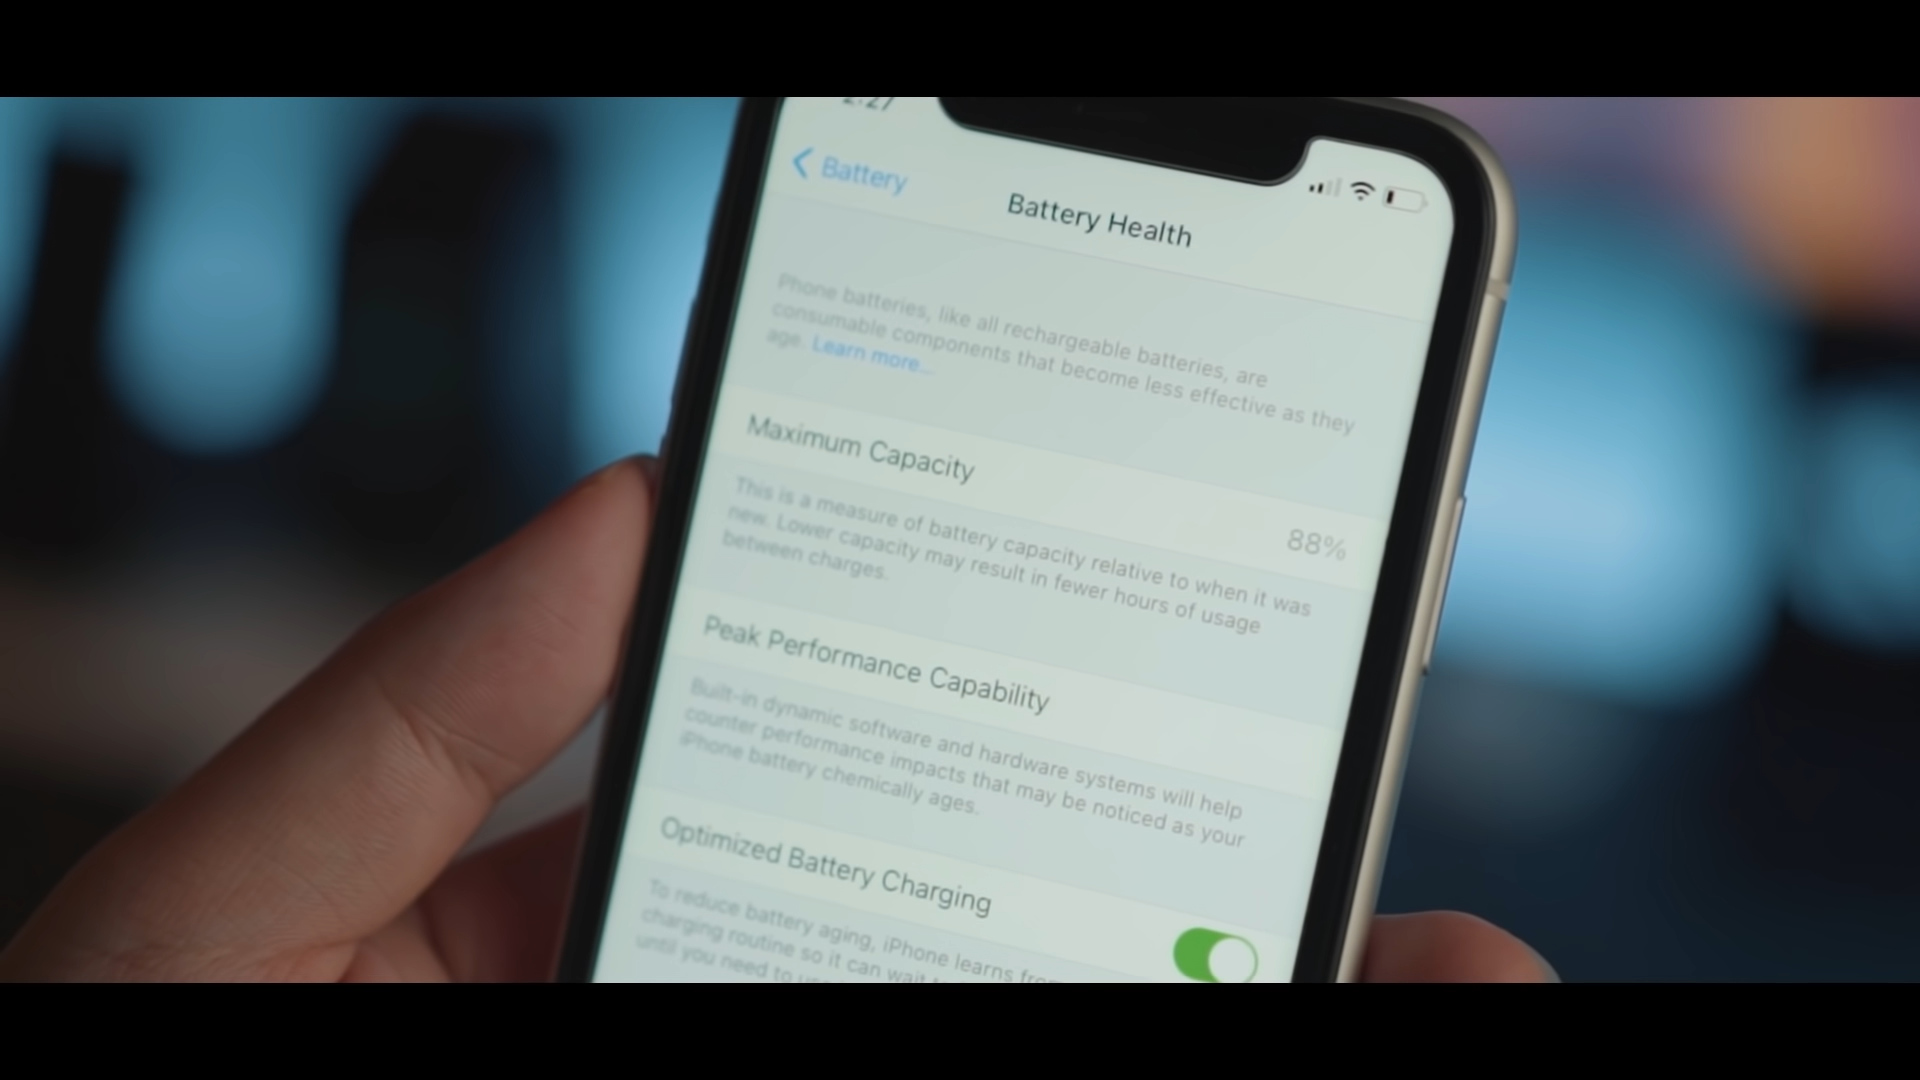 2:27
Battery
Battery Health
Phone batteries, like all rechargeable batteries, are
consumable components that become less effective as they
age. Learn more...
Maximum Capacity
88%
This is a measure of battery capacity relative to when it was
new. Lower capacity may result in fewer hours of usage
between charges.
Peak Performance Capability
Built-in dynamic software and hardware systems will help
counter performance impacts that may be noticed as your
iPhone battery chemically ages.
Optimized Battery Charging
To reduce battery aging, iPhone learns from
charging routine so it can wait
until you need to